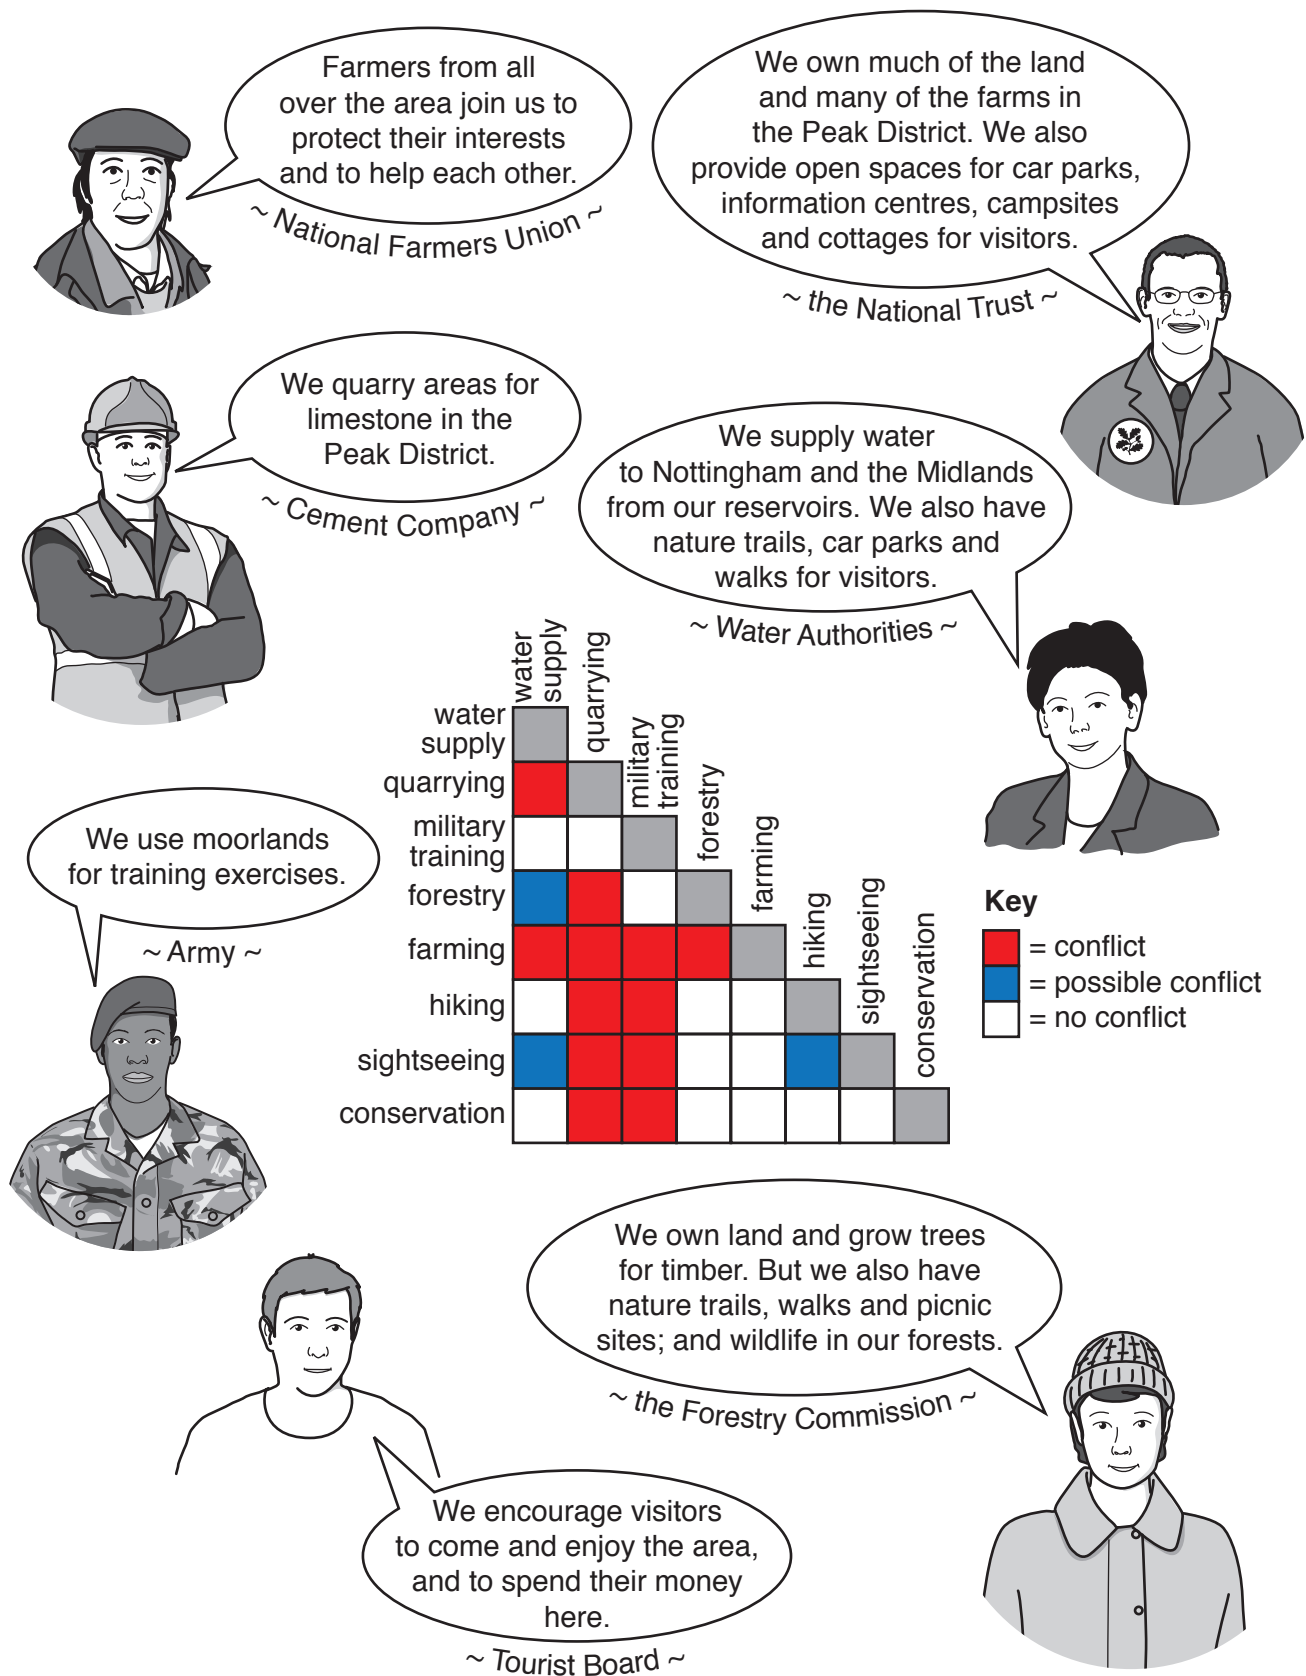 Farmers from all
over the area join us to
protect their interests
and to help each other.
~ National Farmers Union ~
We own much of the land
and many of the farms in
the Peak District. We also
provide open spaces for car parks,
information centres, campsites
and cottages for visitors.
~ the National Trust ~
We quarry areas for
limestone in the
Peak District.
~ Cement Company ~
We supply water
to Nottingham and the Midlands
from our reservoirs. We also have
nature trails, car parks and
walks for visitors.
~ Water Authorities ~
water
supply
quarrying
military
training
forestry
farming
hiking
sightseeing
conservation
water
supply
quarrying
military
training
forestry
farming
hiking
sightseeing
conservation
Key
= conflict
= possible conflict
= no conflict
We use moorlands
for training exercises.
~ Army ~
We own land and grow trees
for timber. But we also have
nature trails, walks and picnic
sites; and wildlife in our forests.
~ the Forestry Commission ~
We encourage visitors
to come and enjoy the area,
and to spend their money
here.
~ Tourist Board ~